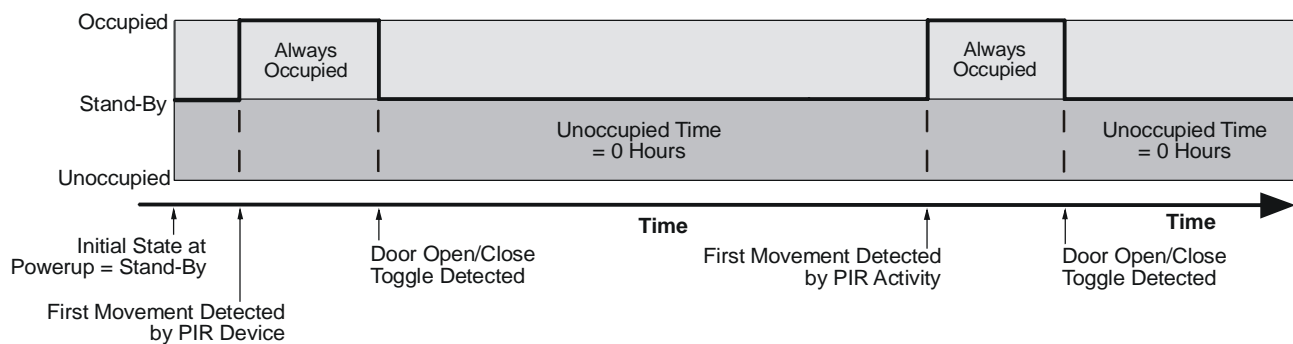 Occupied
Always
Occupied
Always
Occupied
Stand-By
Unoccupied Time
= 0 Hours
Unoccupied Time
= 0 Hours
Unoccupied
Time
Time
Initial State at
Powerup = Stand-By
Door Open/Close
Toggle Detected
First Movement Detected
by PIR Activity
Door Open/Close
Toggle Detected
First Movement Detected
by PIR Device